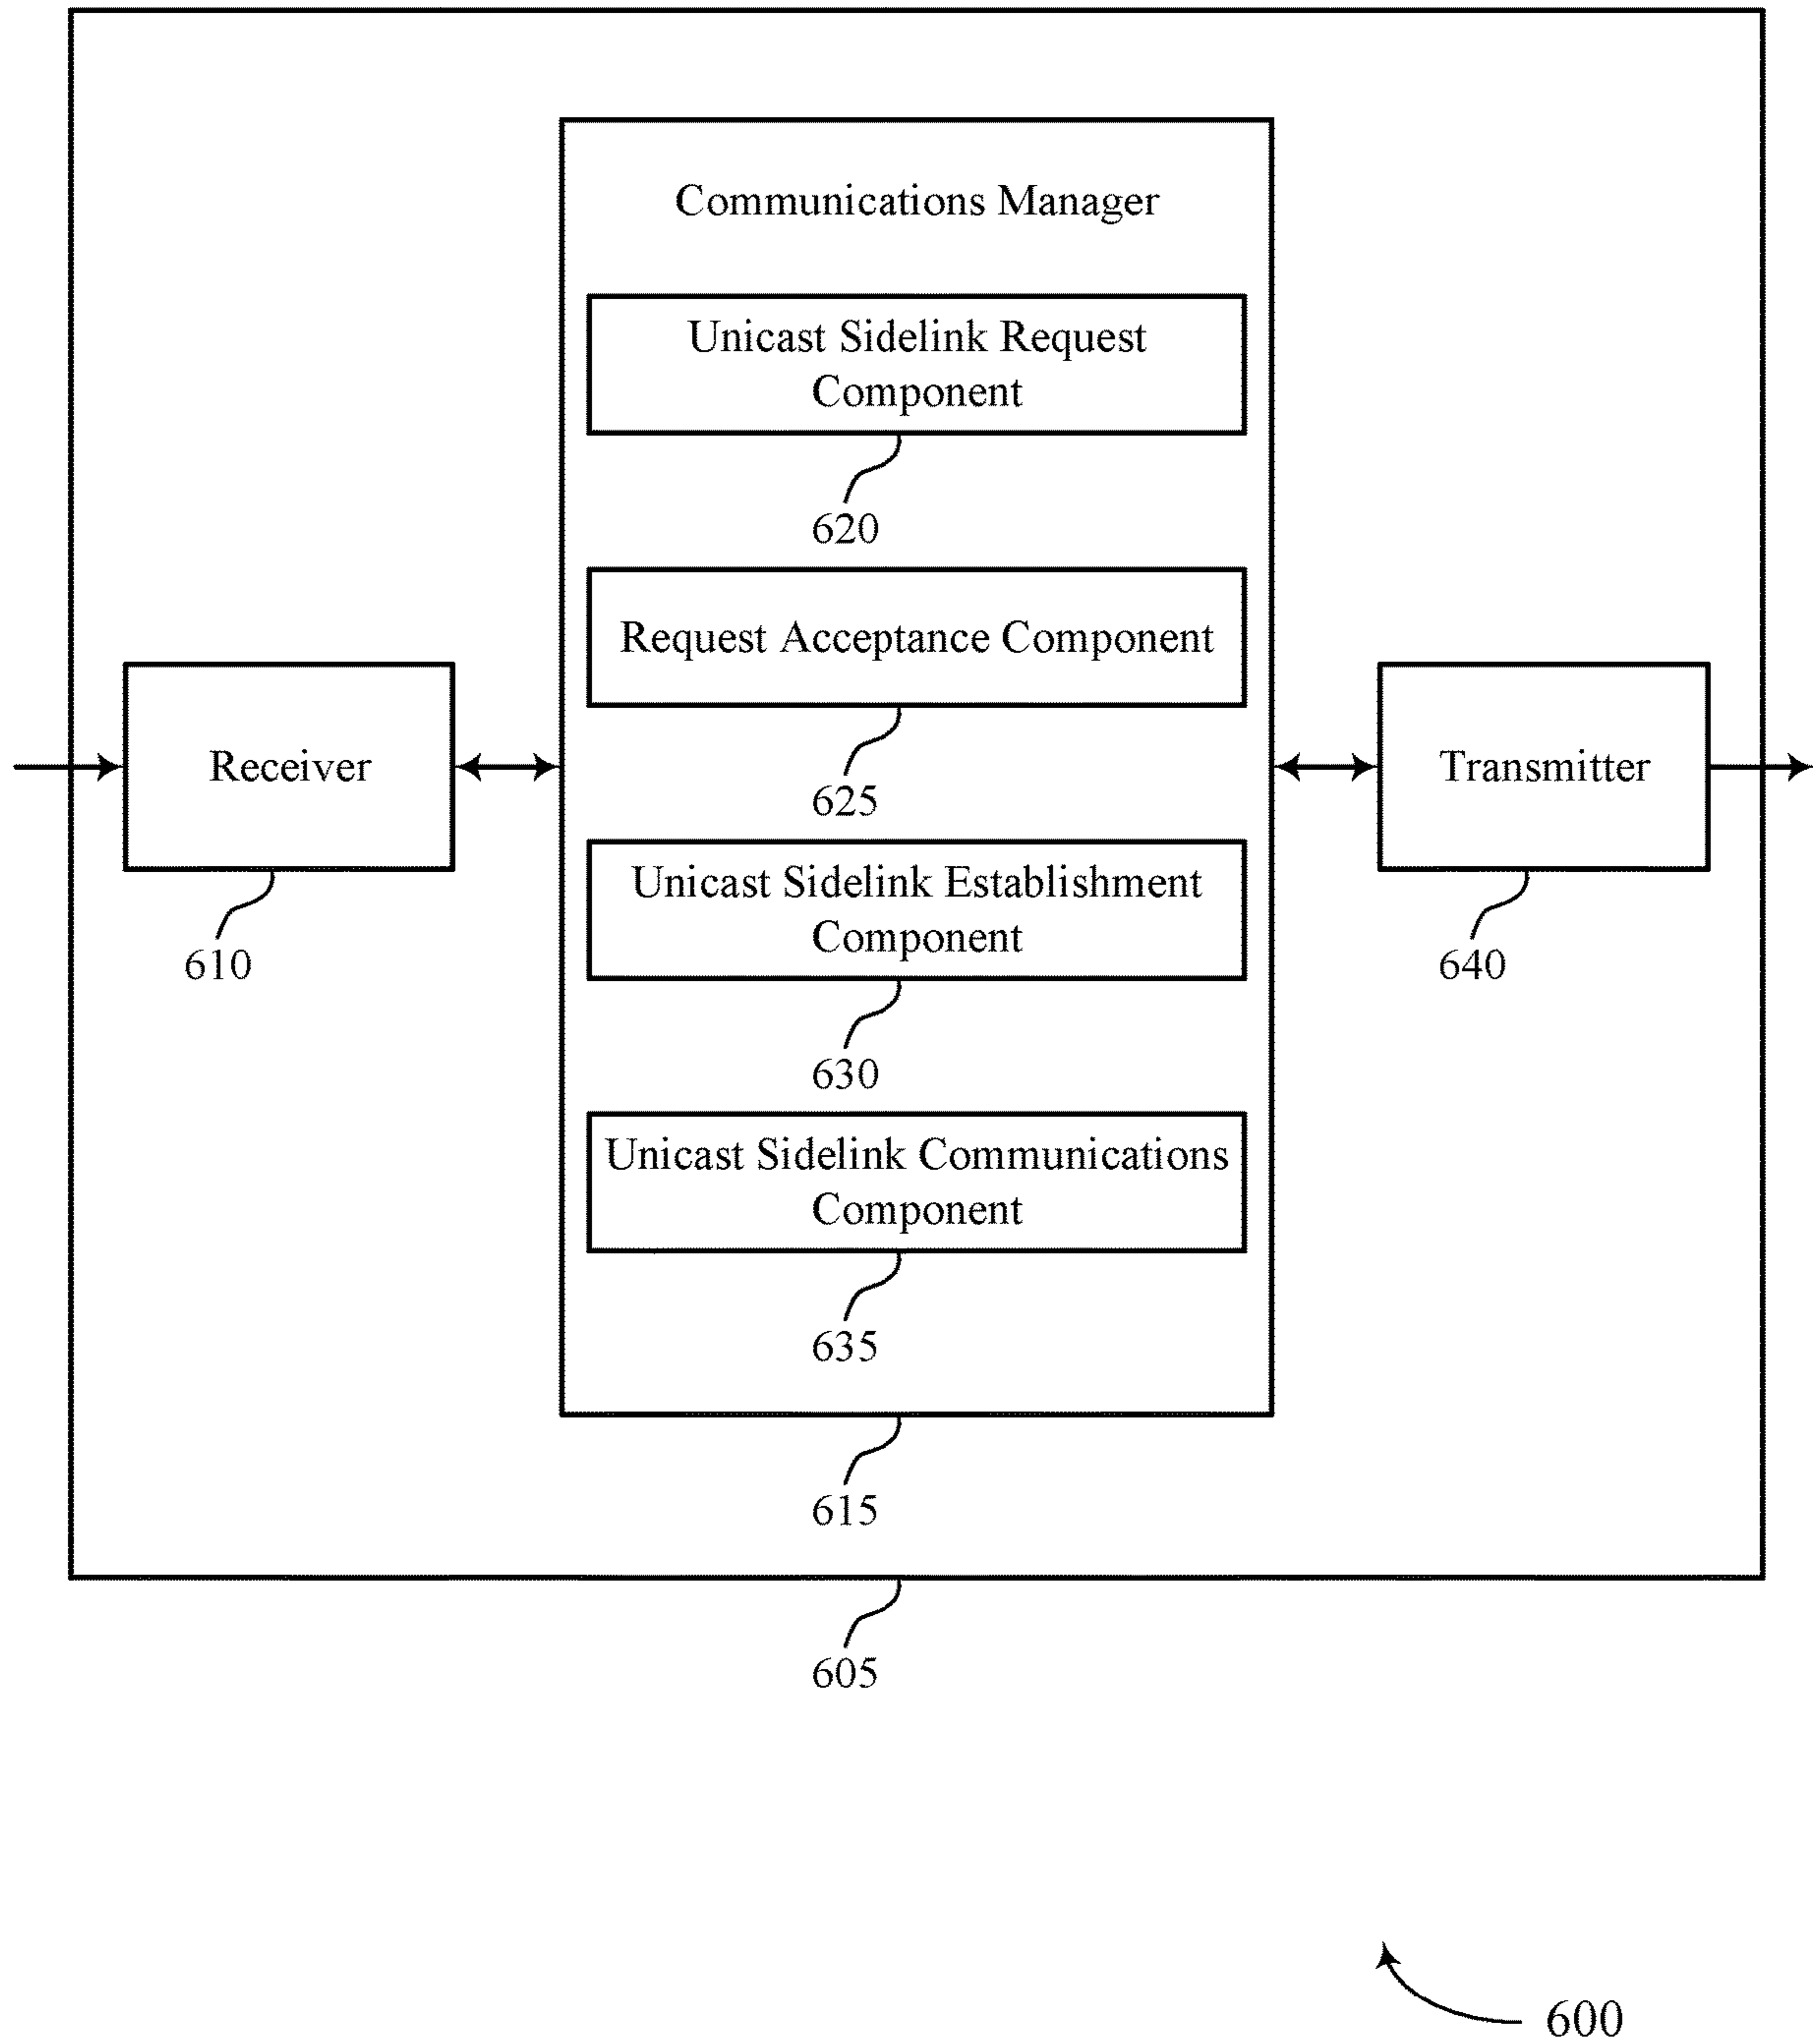 Communications Manager
Unicast Sidelink Request
Component
620
Request Acceptance Component
625
Receiver
610
Transmitter
640
Unicast Sidelink Establishment
Component
630
Unicast Sidelink Communications
Component
635
615
605
600